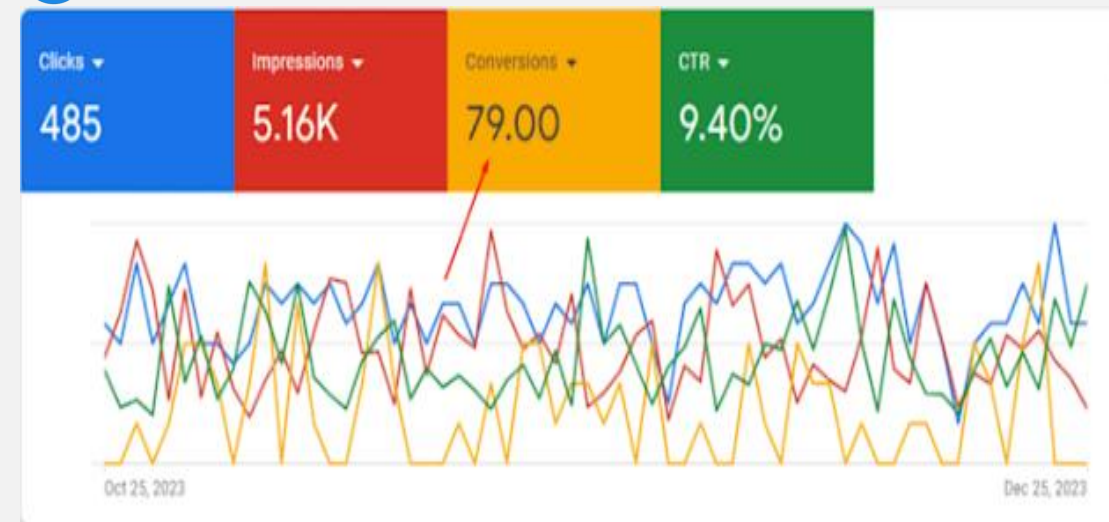 Clicks
Impressions
Conversions
CTR
485
5.16K
79.00
9.40%
Oct 25, 2023
Dec 25, 2023